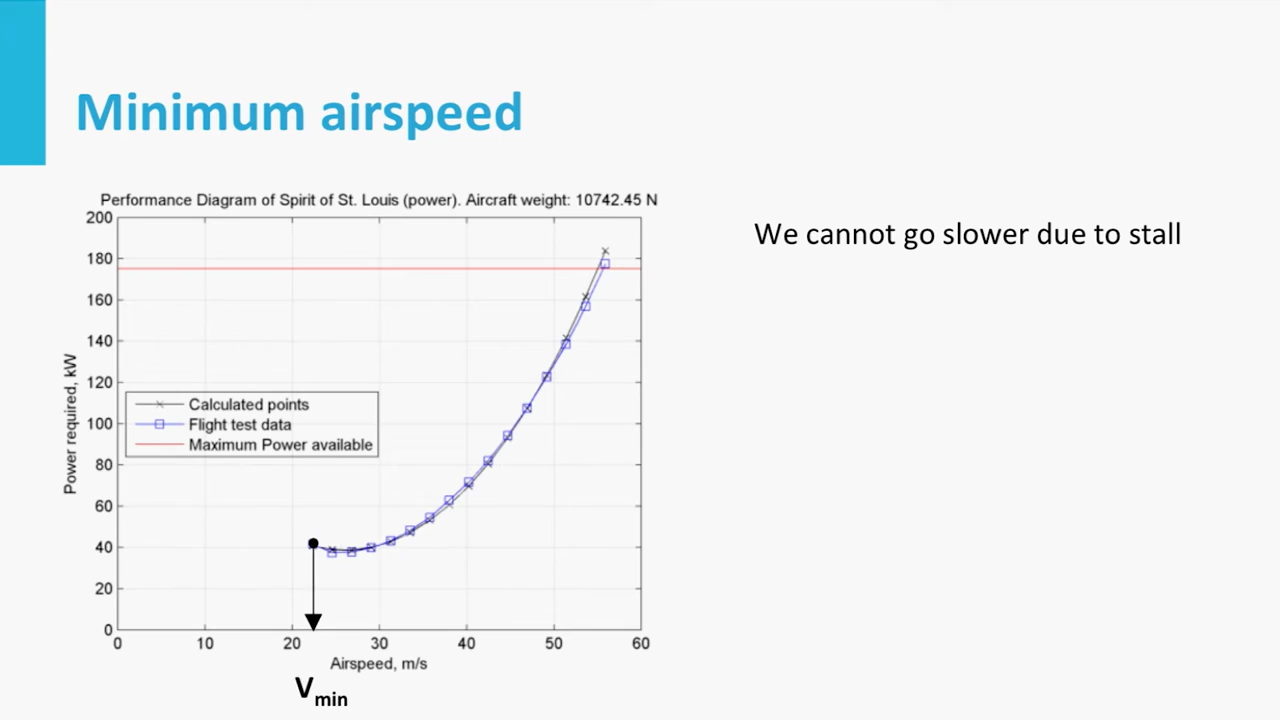 Minimum airspeed
Performance Diagram of Spirit of St. Louis (power). Aircraft weight: 10742.45 N
We cannot go slower due to stall
200
180
160
140
120
100
80
60
40
20
0
Power required, kW
Calculated points
Flight test data
Maximum Power available
0 10 20 30 40 50 60
Airspeed, m/s
Vmin